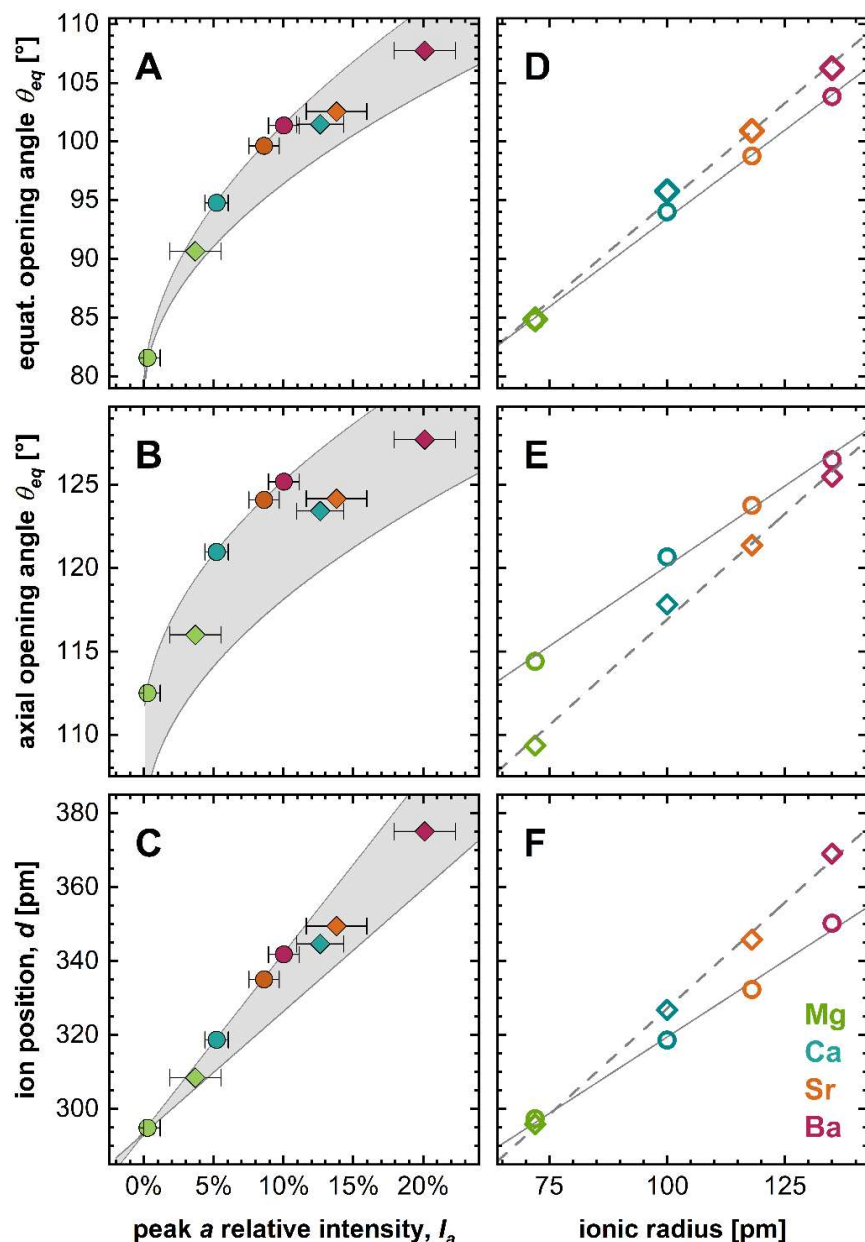 110
105
100
95
90
85
80
equat. opening angle θeq [°]
A
D
125
120
115
110
axial opening angle θeq [°]
B
E
380
360
340
320
300
ion position, d [pm]
C
F
Mg
Ca
Sr
Ba
0% 5% 10% 15% 20%
75 100 125
peak a relative intensity, Ia
ionic radius [pm]